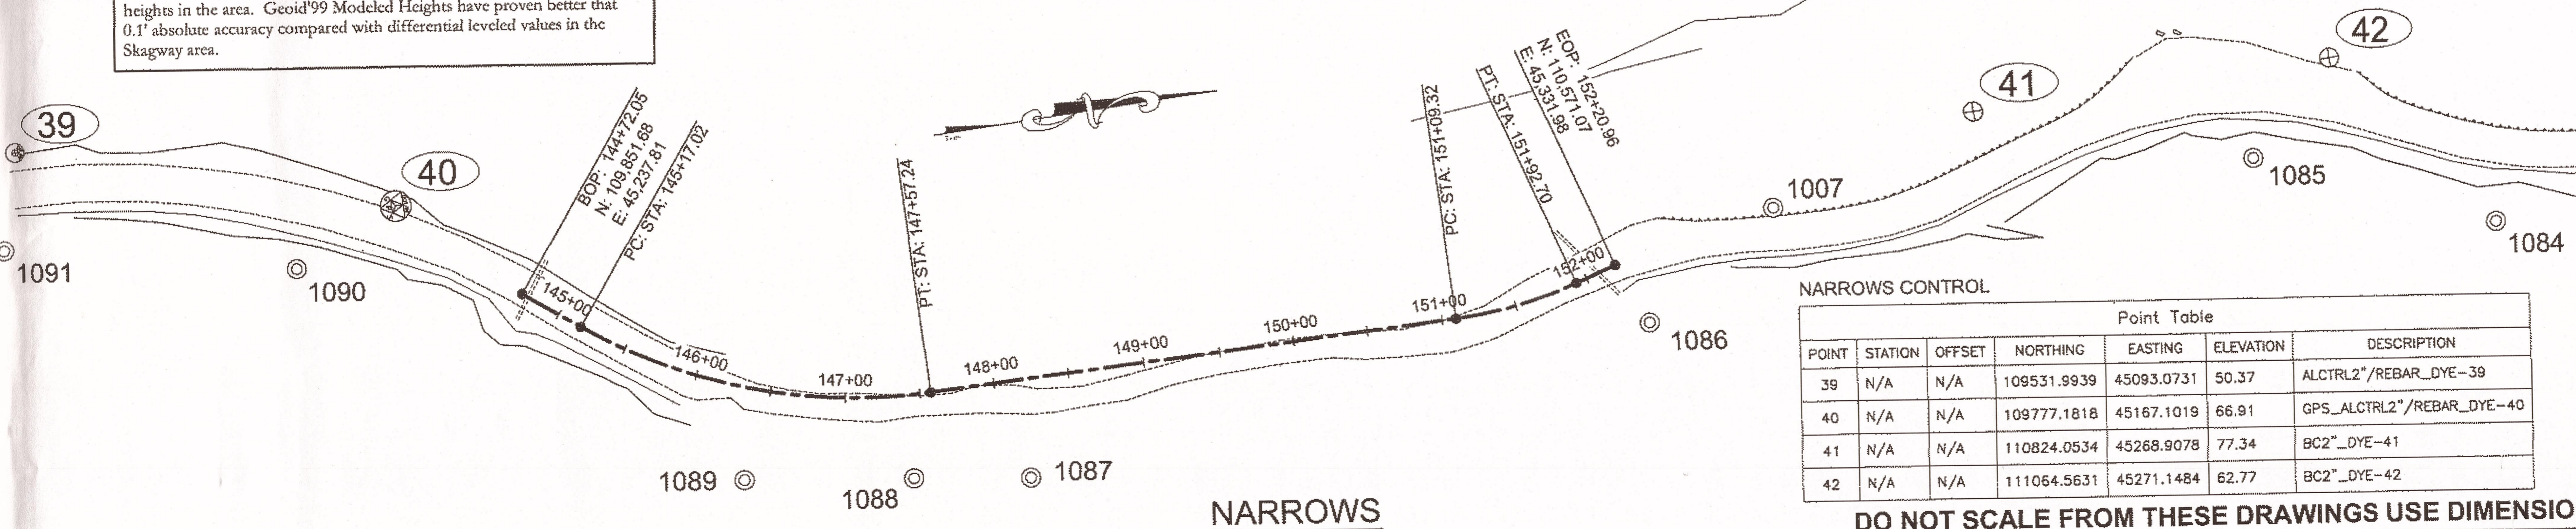 heights in the area. Geoid'99 Modeled Heights have proven better that
0.1' absolute accuracy compared with differential leveled values in the
Skagway area.
39
40
41
42
BOP: 144+72.05
N: 109,851.68
E: 45,237.81
PC: STA: 145+17.02
PT: STA: 147+57.24
PC: STA: 151+09.32
PT: STA: 151+92.70
EOP: 152+20.96
N: 110,571.07
E: 45,331.98
145+00
146+00
147+00
148+00
149+00
150+00
151+00
152+00
1091
1090
1089
1088
1087
1086
1007
1085
1084
NARROWS CONTROL
Point Table
POINT STATION OFFSET NORTHING EASTING ELEVATION DESCRIPTION
39 N/A N/A 109531.9939 45093.0731 50.37 ALCTRL2"/REBAR_DYE-39
40 N/A N/A 109777.1818 45167.1019 66.91 GPS_ALCTRL2"/REBAR_DYE-40
41 N/A N/A 110824.0534 45268.9078 77.34 BC2"_DYE-41
42 N/A N/A 111064.5631 45271.1484 62.77 BC2"_DYE-42
NARROWS
DO NOT SCALE FROM THESE DRAWINGS USE DIMENSIO